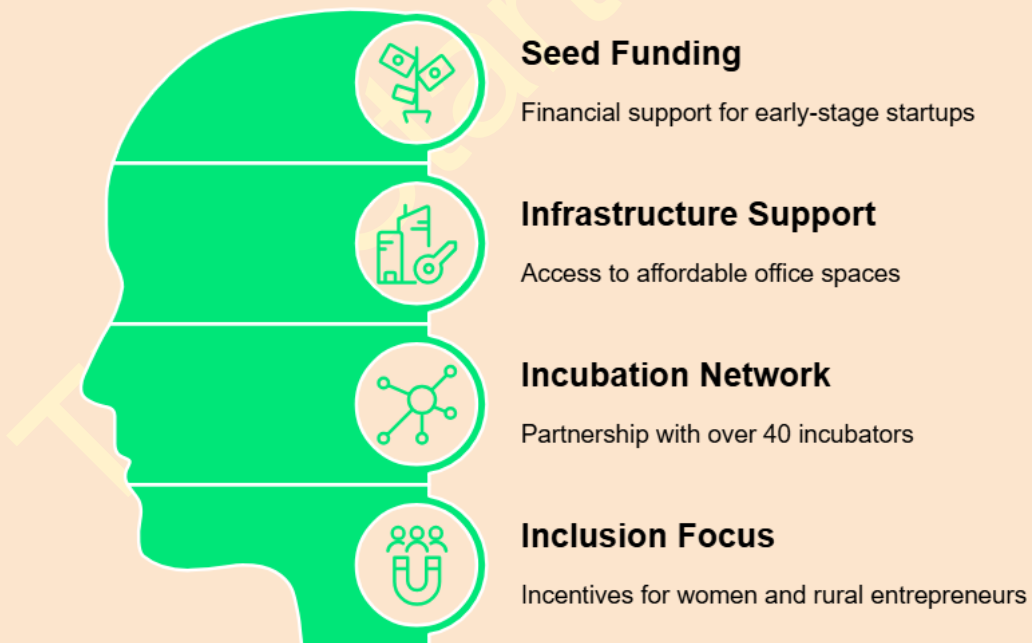 Seed Funding
Financial support for early-stage startups
Infrastructure Support
Access to affordable office spaces
Incubation Network
Partnership with over 40 incubators
Inclusion Focus
Incentives for women and rural entrepreneurs